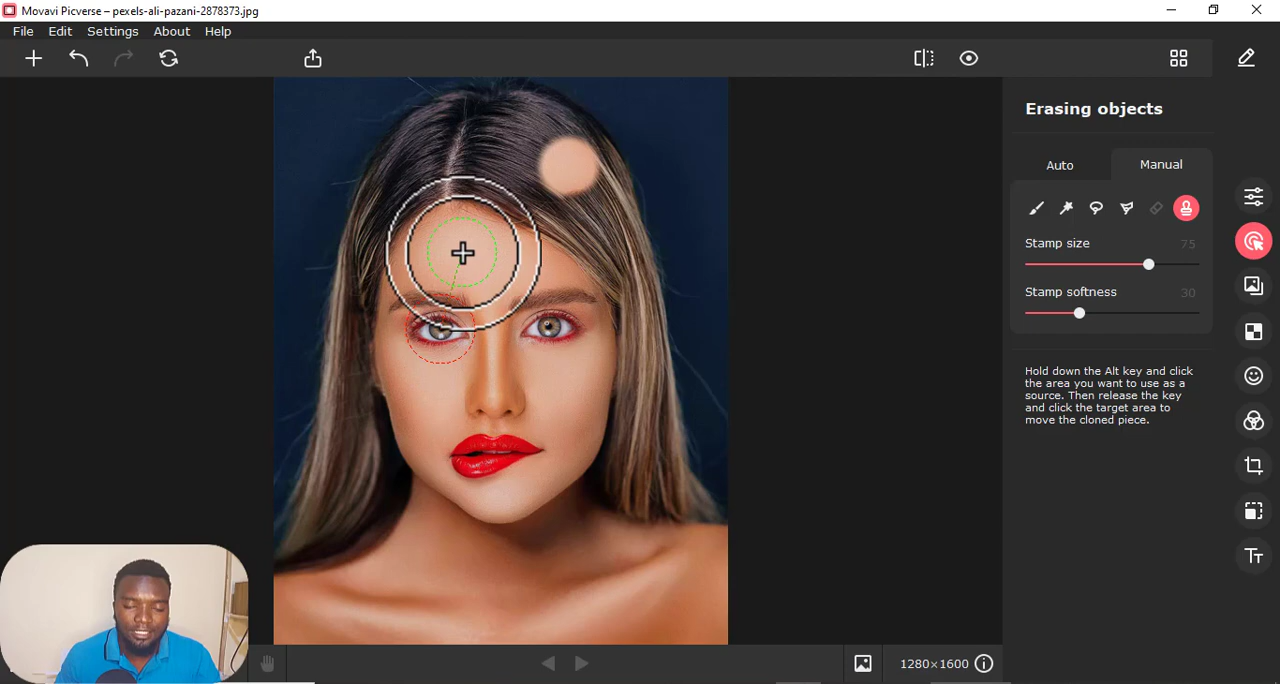 Movavi Picverse – pexels-ali-pazani-2878373.jpg
File Edit Settings About Help
Erasing objects
Auto Manual
Stamp size 75
Stamp softness 30
Hold down the Alt key and click
the area you want to use as a
source. Then release the key
and click the target area to
move the cloned piece.
Tт
1280×1600